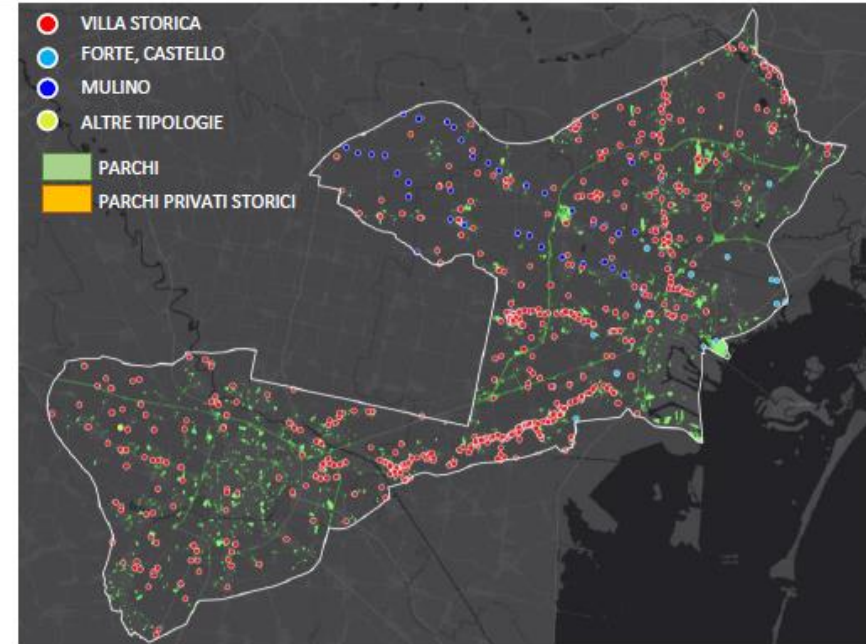 VILLA STORICA
FORTE, CASTELLO
MULINO
ALTRE TIPOLOGIE
PARCHI
PARCHI PRIVATI STORICI